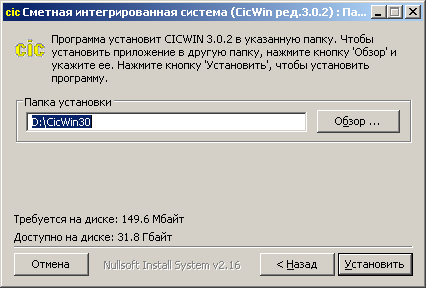 cic Сметная интегрированная система (CicWin ред.3.0.2) : Па...
cic
Программа установит CICWIN 3.0.2 в указанную папку. Чтобы
установить приложение в другую папку, нажмите кнопку 'Обзор' и
укажите ее. Нажмите кнопку 'Установить', чтобы установить
программу.
Папка установки
D:\CicWin30
Обзор ...
Требуется на диске: 149.6 Мбайт
Доступно на диске: 31.8 Гбайт
Отмена
Nullsoft Install System v2.16
< Назад
Установить